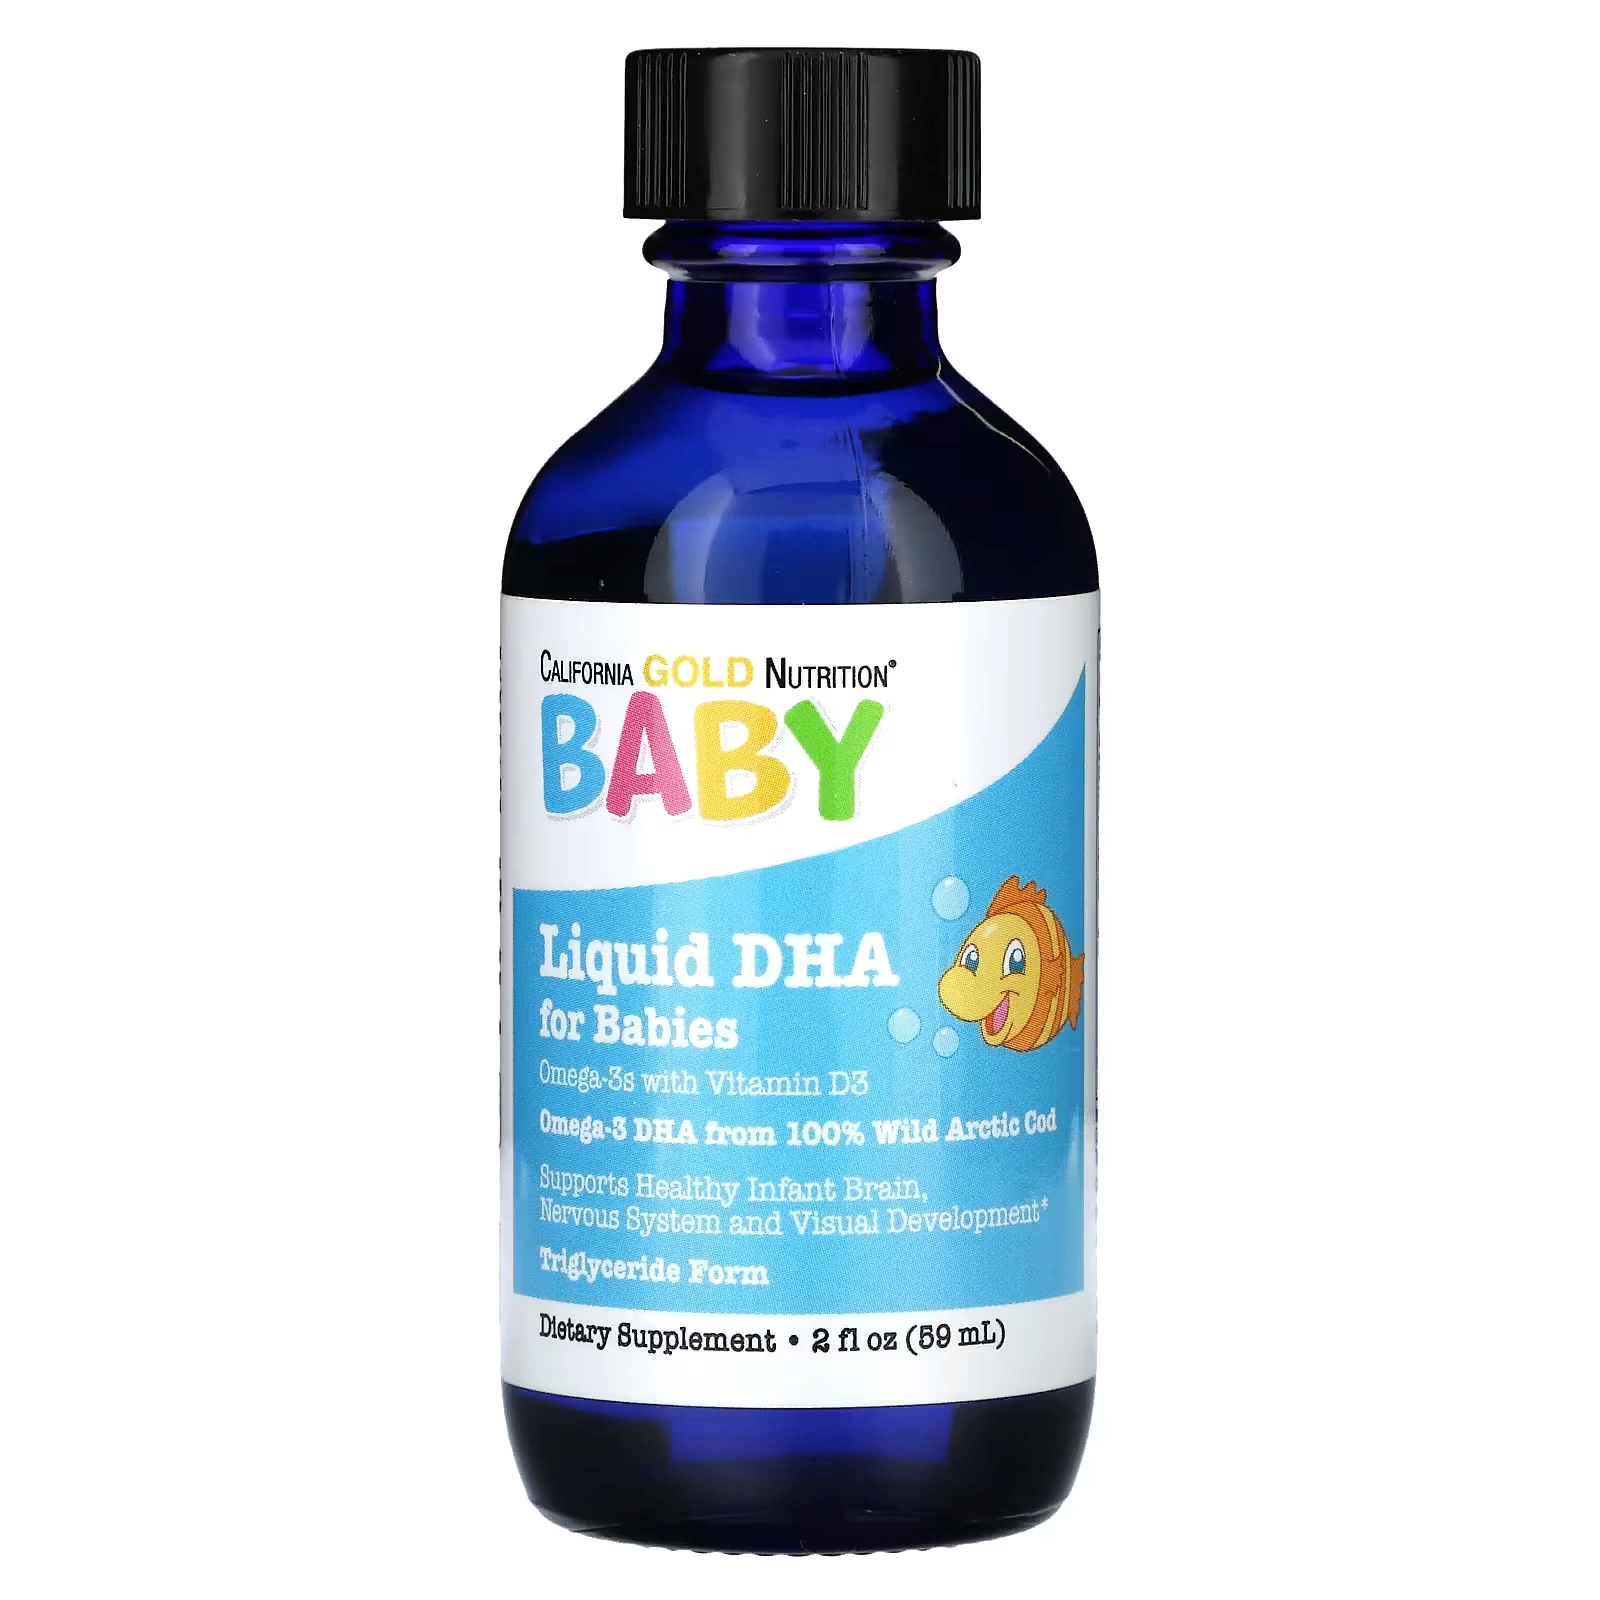 CALIFORNIA GOLD NUTRITION®
BABY
Liquid DHA
for Babies
Omega-3s with Vitamin D3
Omega-3 DHA from 100% Wild Arctic Cod
Supports Healthy Infant Brain,
Nervous System and Visual Development*
Triglyceride Form
Dietary Supplement • 2 fl oz (59 mL)